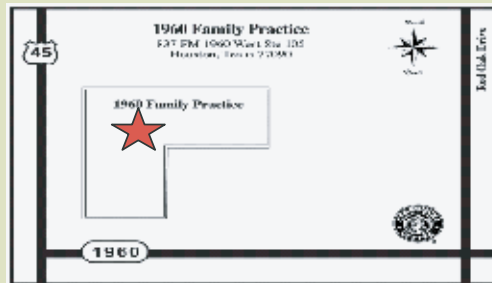 1960 Family Practice
837 FM 1960 West Ste 105
Houston, Texas 77090
45
Red Oak Drive
1960 Family Practice
1960